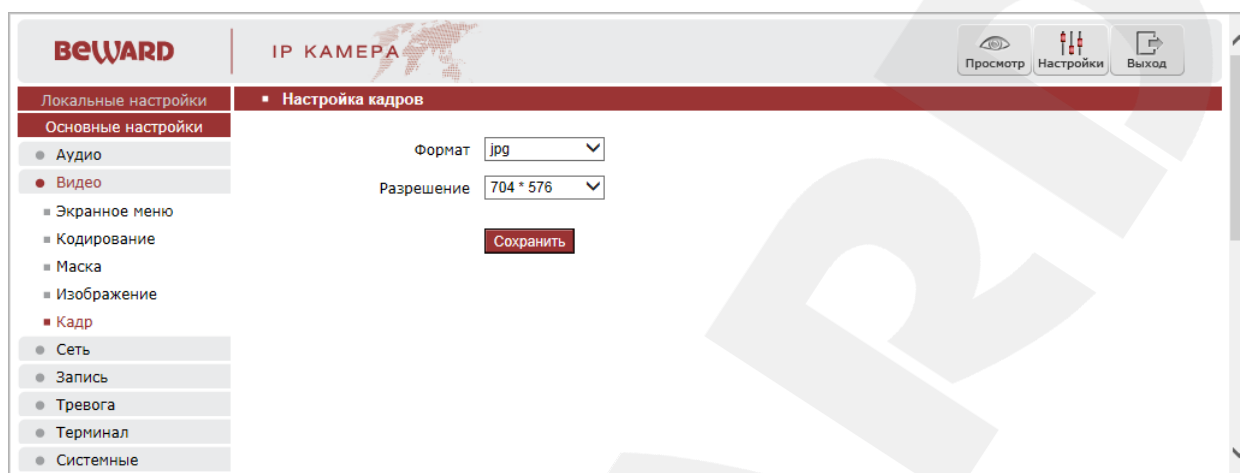 BEWARD
IP КАМЕРА
Просмотр
Настройки
Выход
Локальные настройки
Настройка кадров
Основные настройки
Аудио
Видео
Экранное меню
Кодирование
Маска
Изображение
Кадр
Сеть
Запись
Тревога
Терминал
Системные
Формат jpg
Разрешение 704 * 576
Сохранить